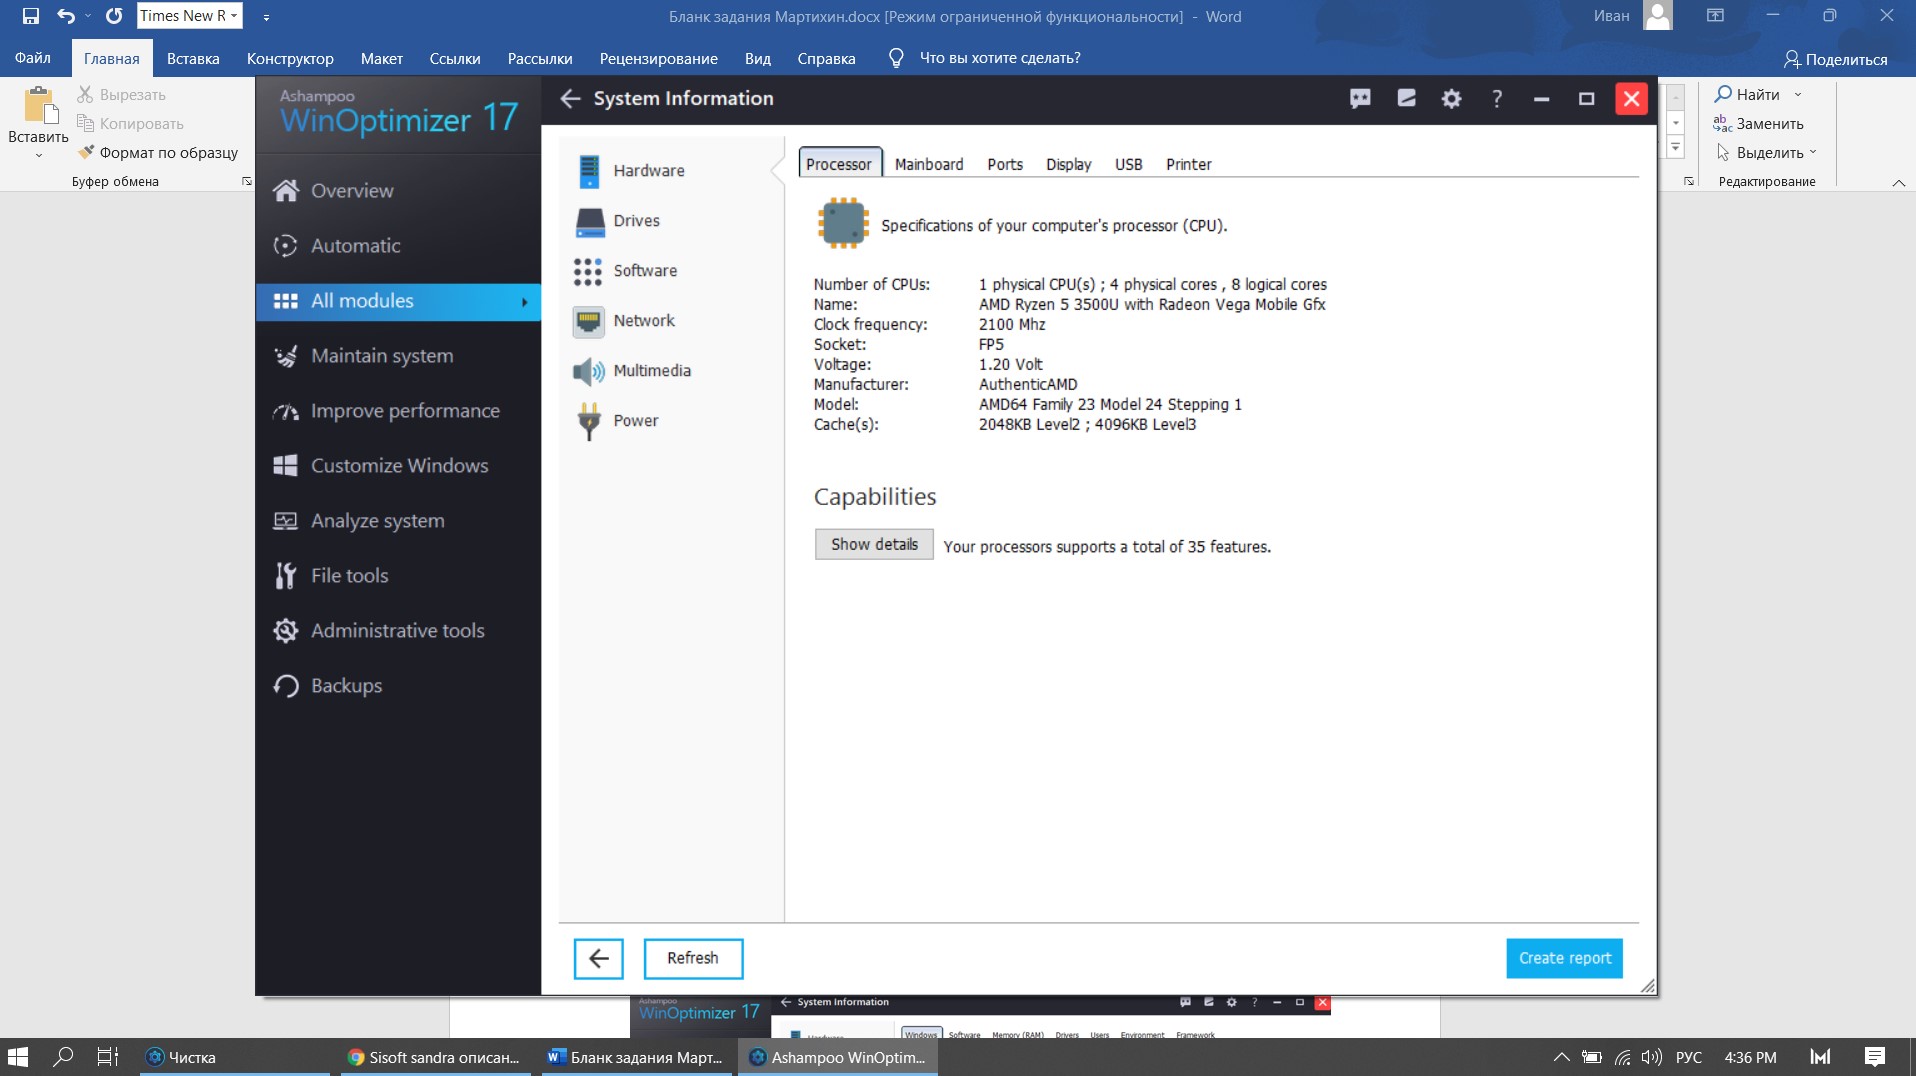 Times New R
Бланк задания Мартихин.docx [Режим ограниченной функциональности] - Word
Иван
Файл
Главная
Вставка
Конструктор
Макет
Ссылки
Рассылки
Рецензирование
Вид
Справка
Что вы хотите сделать?
Поделиться
Вставить
Вырезать
Копировать
Формат по образцу
Буфер обмена
Найти
Заменить
Выделить
Редактирование
Ashampoo
WinOptimizer 17
Overview
Automatic
All modules
Maintain system
Improve performance
Customize Windows
Analyze system
File tools
Administrative tools
Backups
System Information
?
Hardware
Drives
Software
Network
Multimedia
Power
Processor Mainboard Ports Display USB Printer
Specifications of your computer's processor (CPU).
Number of CPUs: 1 physical CPU(s) ; 4 physical cores , 8 logical cores
Name: AMD Ryzen 5 3500U with Radeon Vega Mobile Gfx
Clock frequency: 2100 Mhz
Socket: FP5
Voltage: 1.20 Volt
Manufacturer: AuthenticAMD
Model: AMD64 Family 23 Model 24 Stepping 1
Cache(s): 2048KB Level2 ; 4096KB Level3
Capabilities
Show details Your processors supports a total of 35 features.
Refresh
Create report
Ashampoo
WinOptimizer 17
System Information
?
Hardware
Windows Software Memory (RAM) Drivers Users Environment Framework
Чистка
Sisoft sandra описан...
Бланк задания Март...
Ashampoo WinOptim...
РУС
4:36 PM